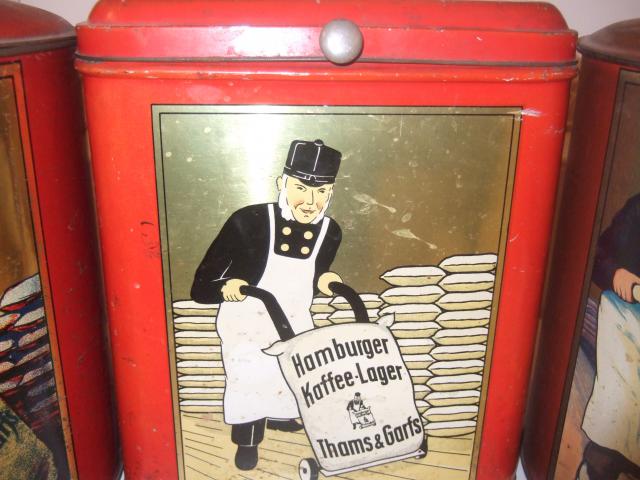 Hamburger
Kaffee-Lager
Thams & Garfs